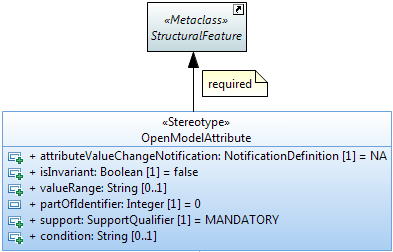 «Metaclass»
StructuralFeature
required
«Stereotype»
OpenModelAttribute
+ attributeValueChangeNotification: NotificationDefinition [1] = NA
+ isInvariant: Boolean [1] = false
+ valueRange: String [0..1]
+ partOfIdentifier: Integer [1] = 0
+ support: SupportQualifier [1] = MANDATORY
+ condition: String [0..1]